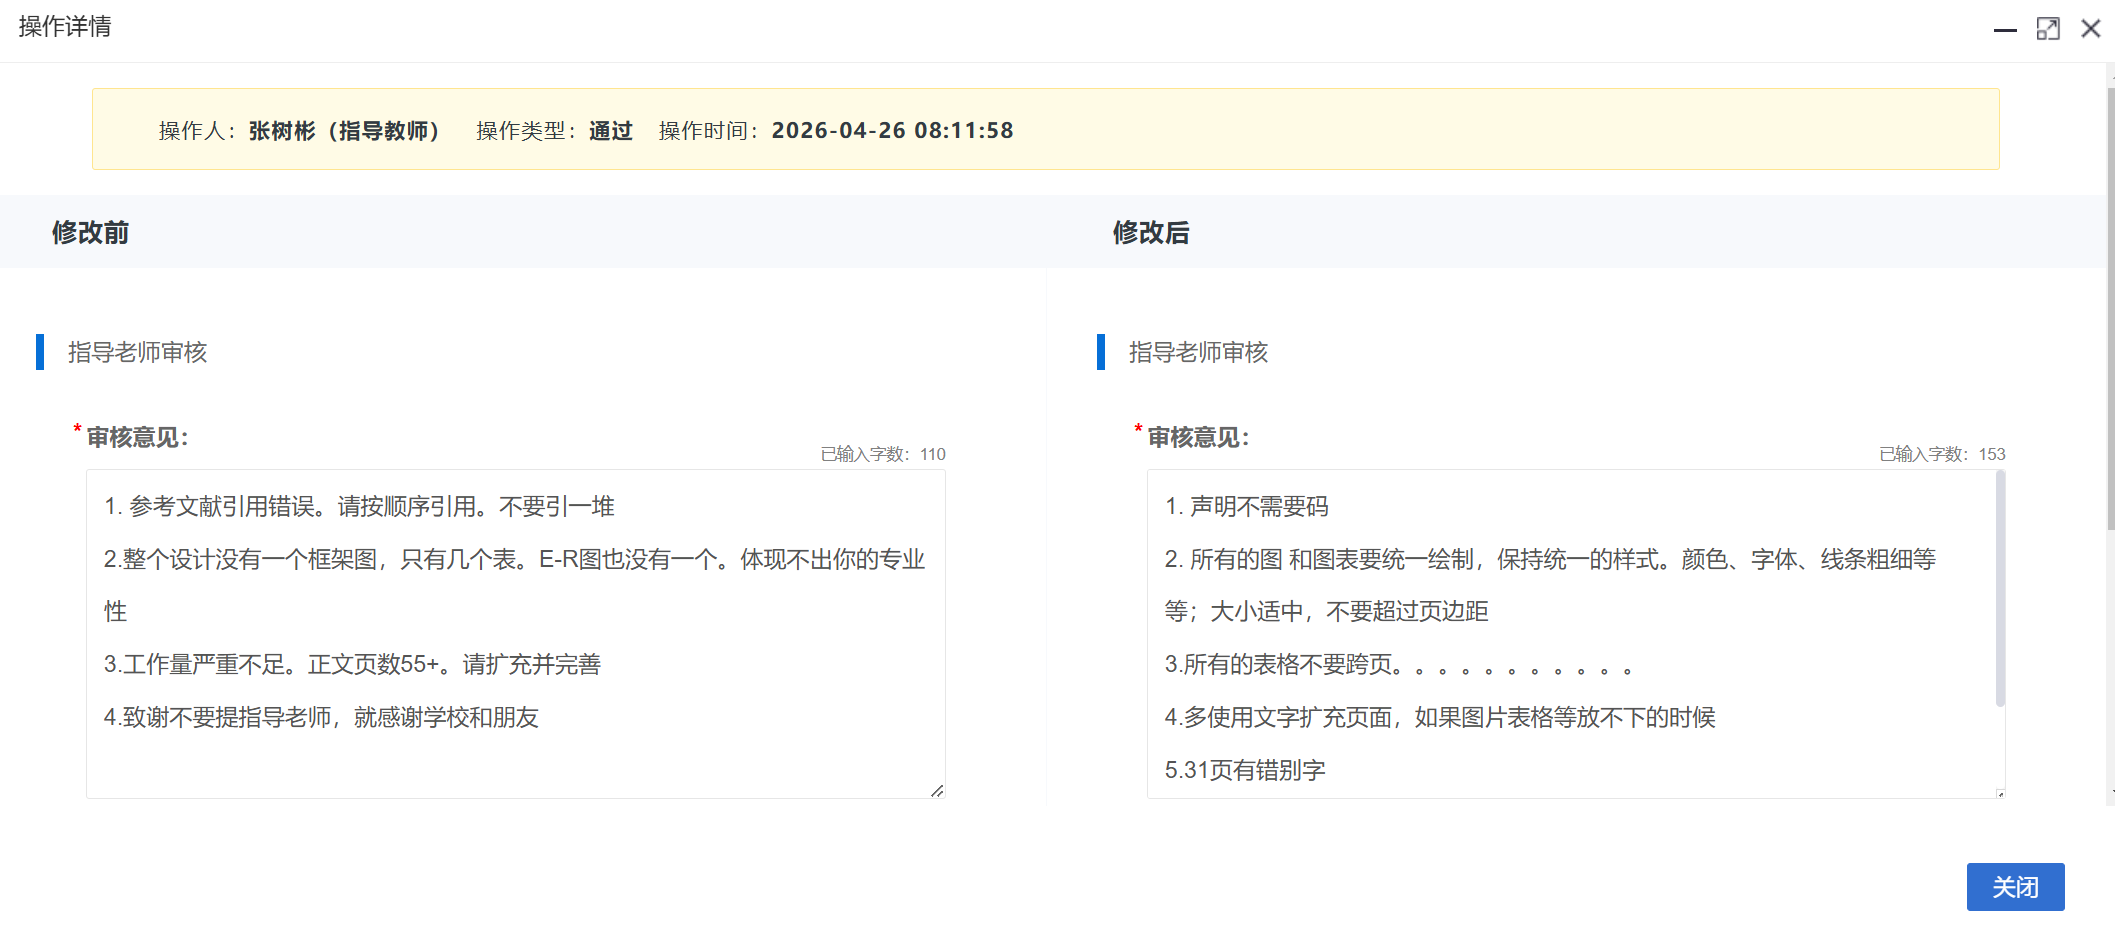 操作详情
操作人：张树彬（指导教师） 操作类型：通过 操作时间：2026-04-26 08:11:58
修改前
修改后
指导老师审核
*审核意见：
已输入字数：110
1. 参考文献引用错误。请按顺序引用。不要引一堆
2.整个设计没有一个框架图，只有几个表。E-R图也没有一个。体现不出你的专业
性
3.工作量严重不足。正文页数55+。请扩充并完善
4.致谢不要提指导老师，就感谢学校和朋友
指导老师审核
*审核意见：
已输入字数：153
1. 声明不需要码
2. 所有的图 和图表要统一绘制，保持统一的样式。颜色、字体、线条粗细等
等；大小适中，不要超过页边距
3.所有的表格不要跨页。。。。。。。。。。。
4.多使用文字扩充页面，如果图片表格等放不下的时候
5.31页有错别字
关闭